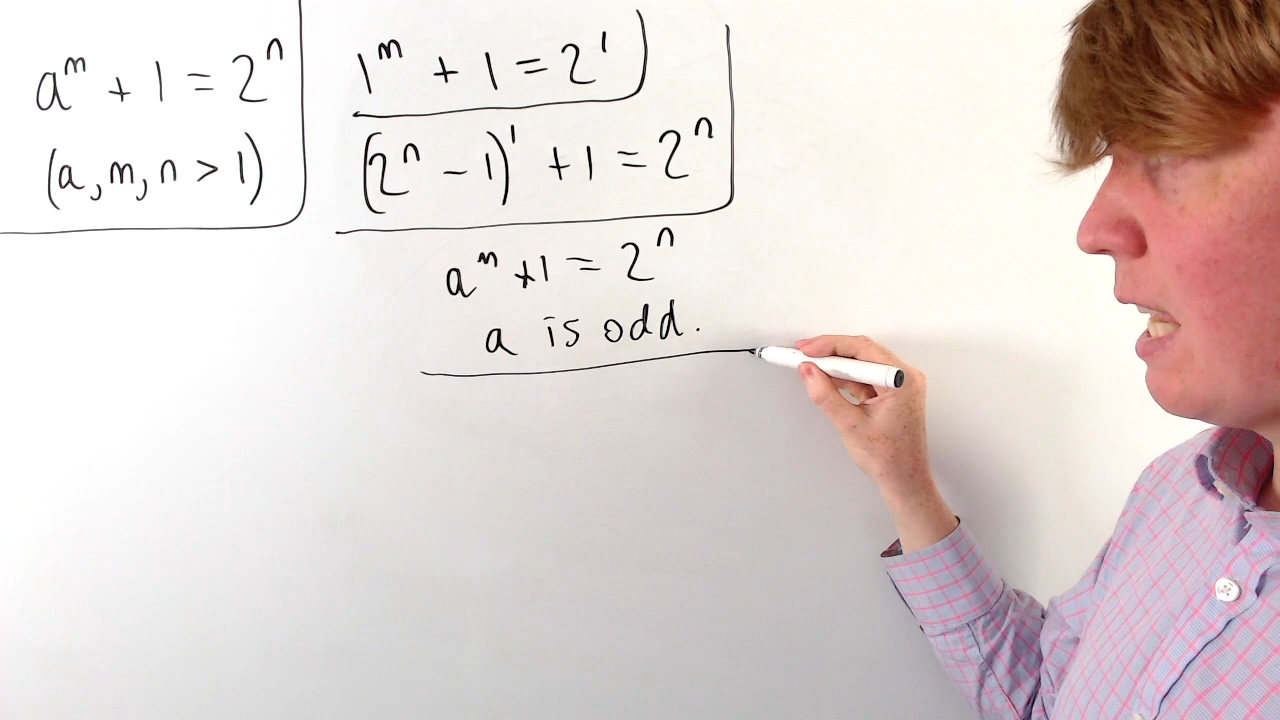 aᵐ + 1 = 2ⁿ
(a, m, n > 1)
1ᵐ + 1 = 2¹
(2ⁿ - 1)¹ + 1 = 2ⁿ
aᵐ + 1 = 2ⁿ
a is odd.